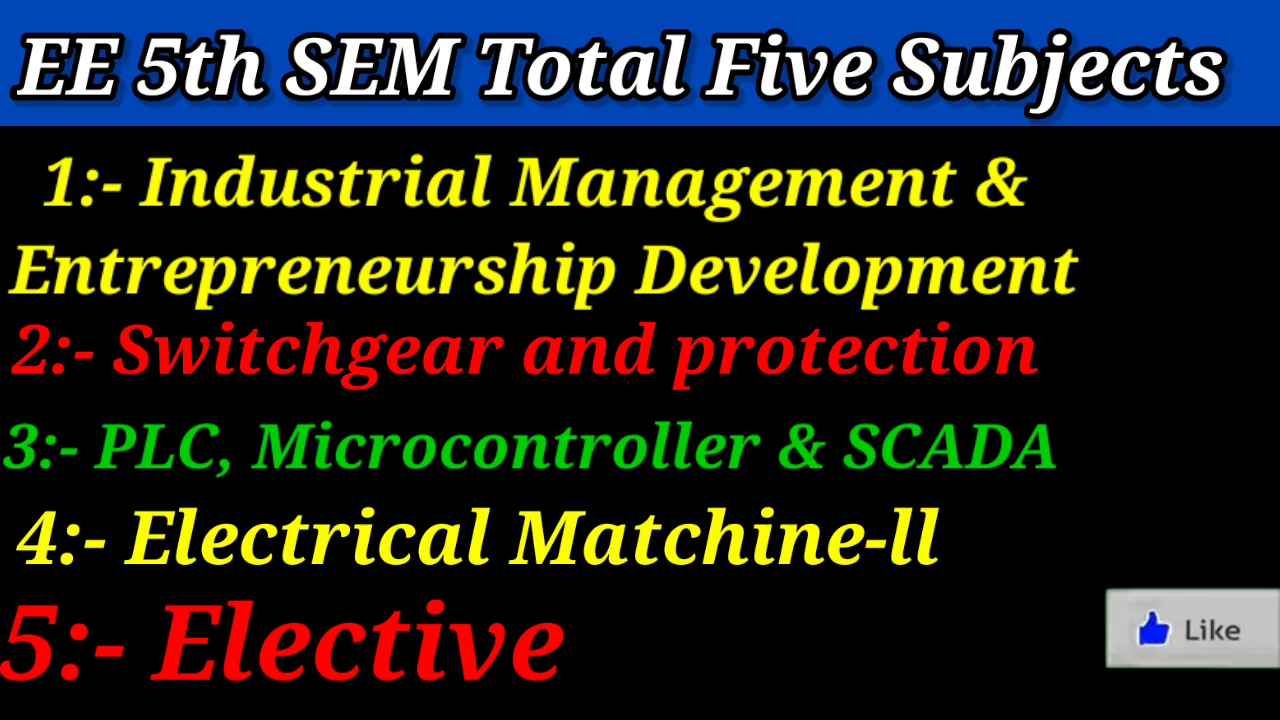 EE 5th SEM Total Five Subjects
1:- Industrial Management &
Entrepreneurship Development
2:- Switchgear and protection
3:- PLC, Microcontroller & SCADA
4:- Electrical Matchine-ll
5:- Elective
Like